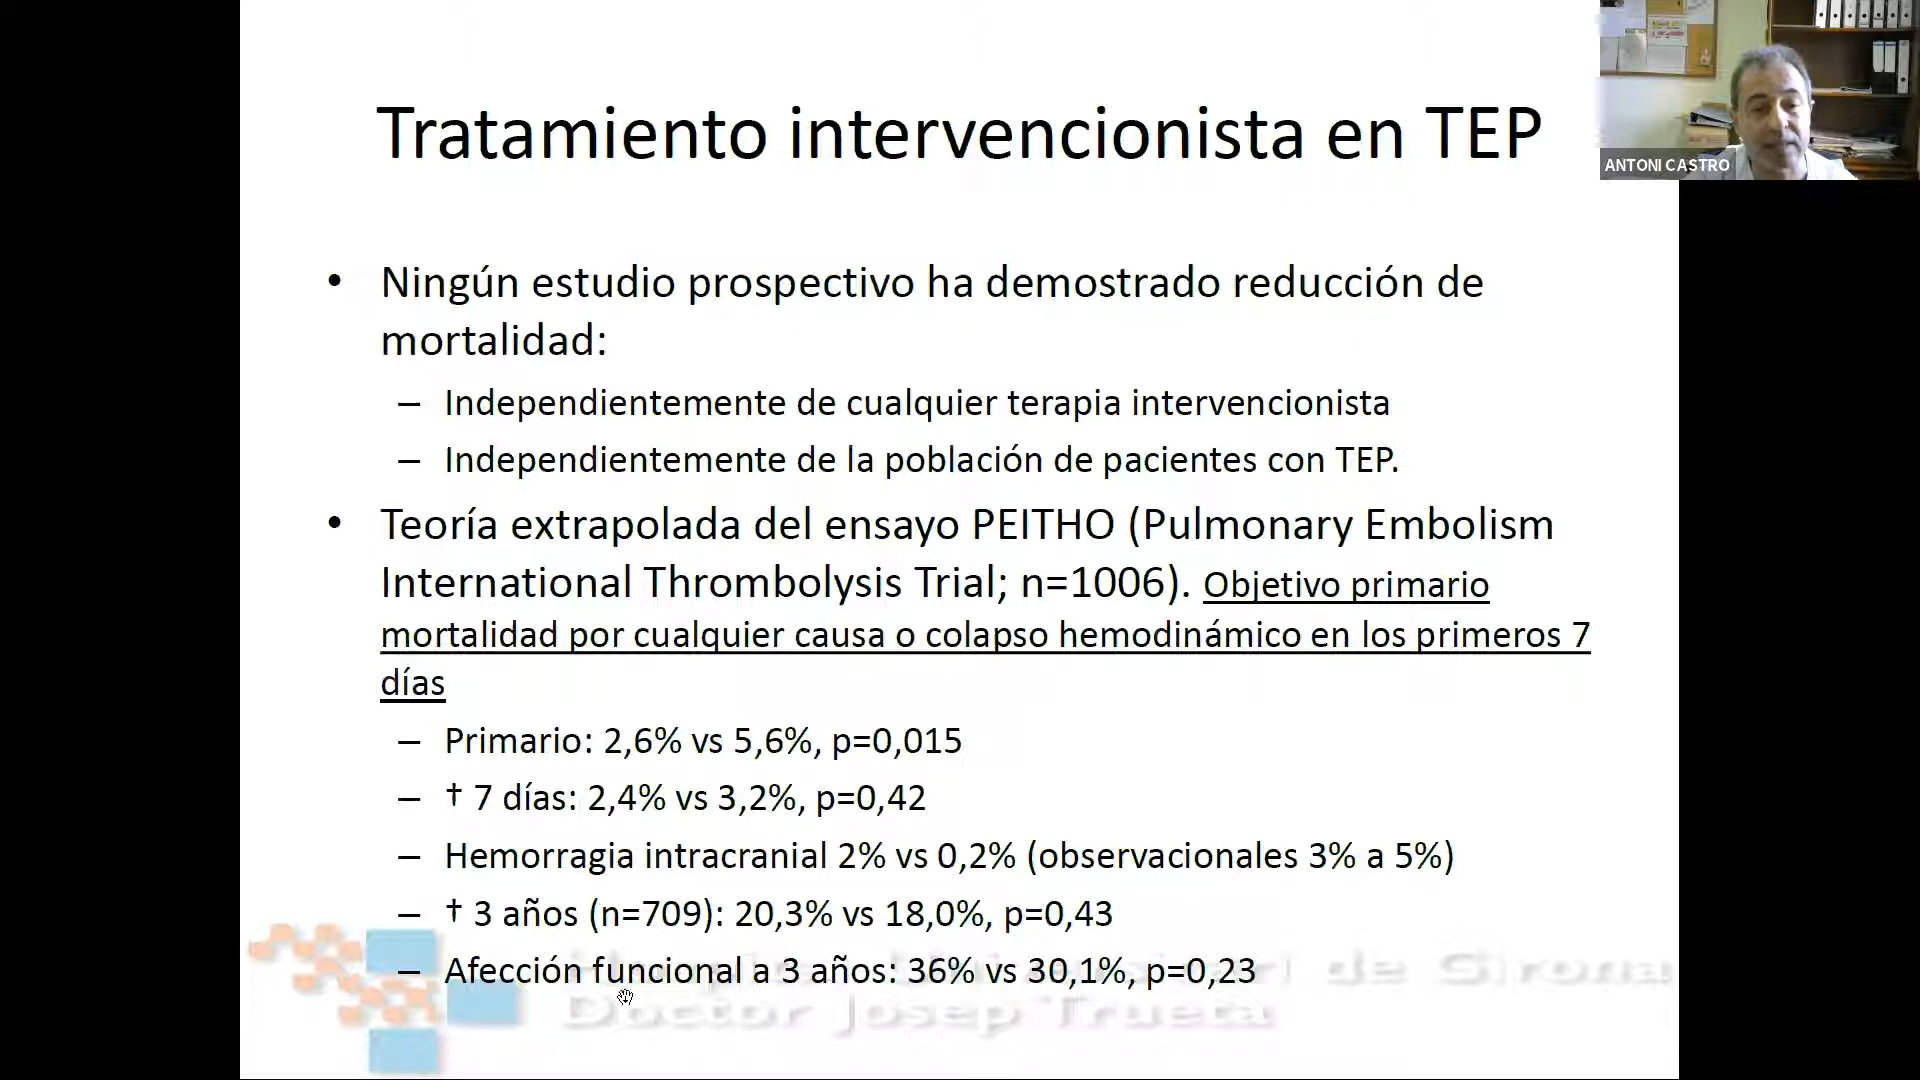 Tratamiento intervencionista en TEP
ANTONI CASTRO
• Ningún estudio prospectivo ha demostrado reducción de
mortalidad:
– Independientemente de cualquier terapia intervencionista
– Independientemente de la población de pacientes con TEP.
• Teoría extrapolada del ensayo PEITHO (Pulmonary Embolism
International Thrombolysis Trial; n=1006). Objetivo primario
mortalidad por cualquier causa o colapso hemodinámico en los primeros 7
días
– Primario: 2,6% vs 5,6%, p=0,015
– † 7 días: 2,4% vs 3,2%, p=0,42
– Hemorragia intracranial 2% vs 0,2% (observacionales 3% a 5%)
– † 3 años (n=709): 20,3% vs 18,0%, p=0,43
– Afección funcional a 3 años: 36% vs 30,1%, p=0,23
de Girona
Doctor Josep Trueta